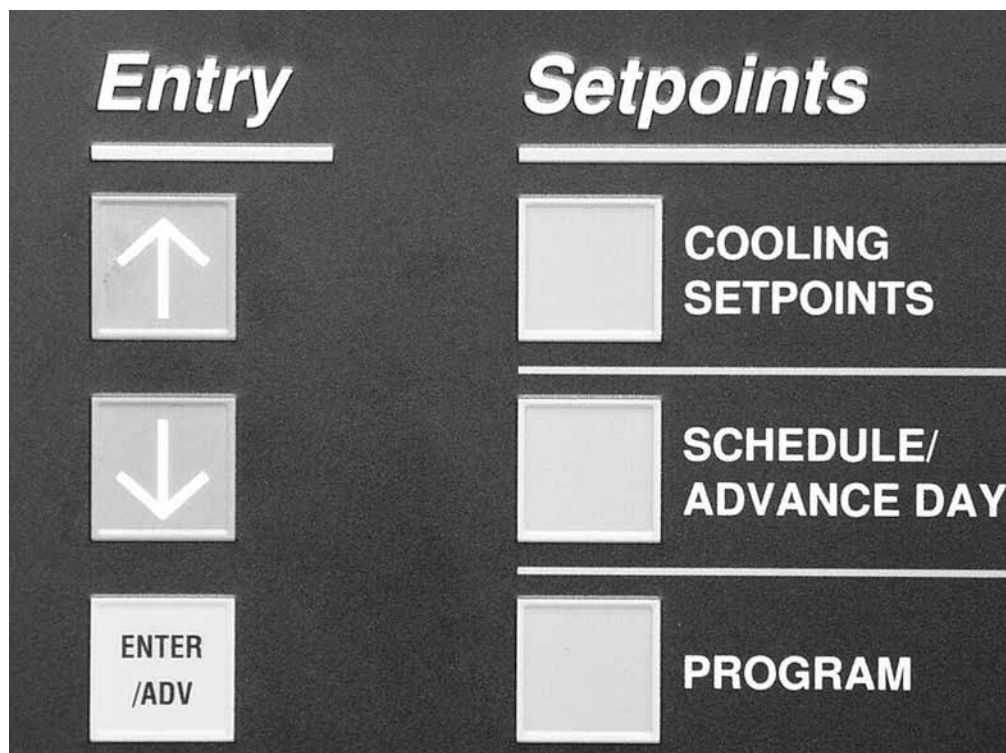 Entry
↑
↓
ENTER
/ADV
Setpoints
COOLING
SETPOINTS
SCHEDULE/
ADVANCE DAY
PROGRAM